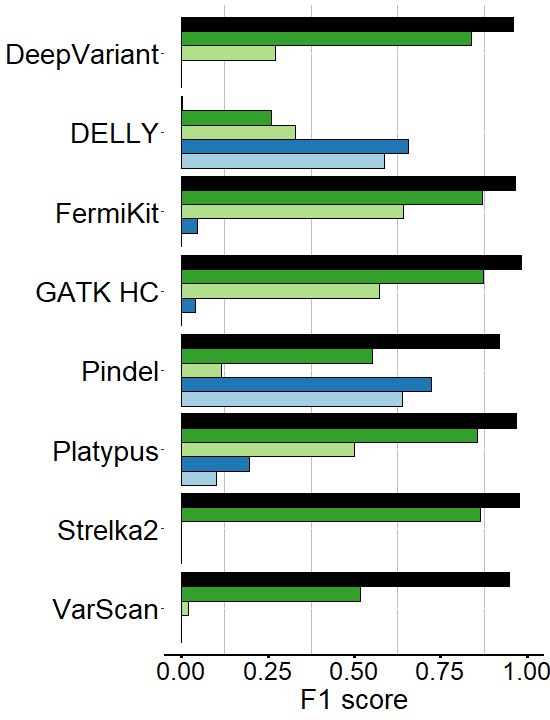 DeepVariant
DELLY
FermiKit
GATK HC
Pindel
Platypus
Strelka2
VarScan
0.00 0.25 0.50 0.75 1.00
F1 score